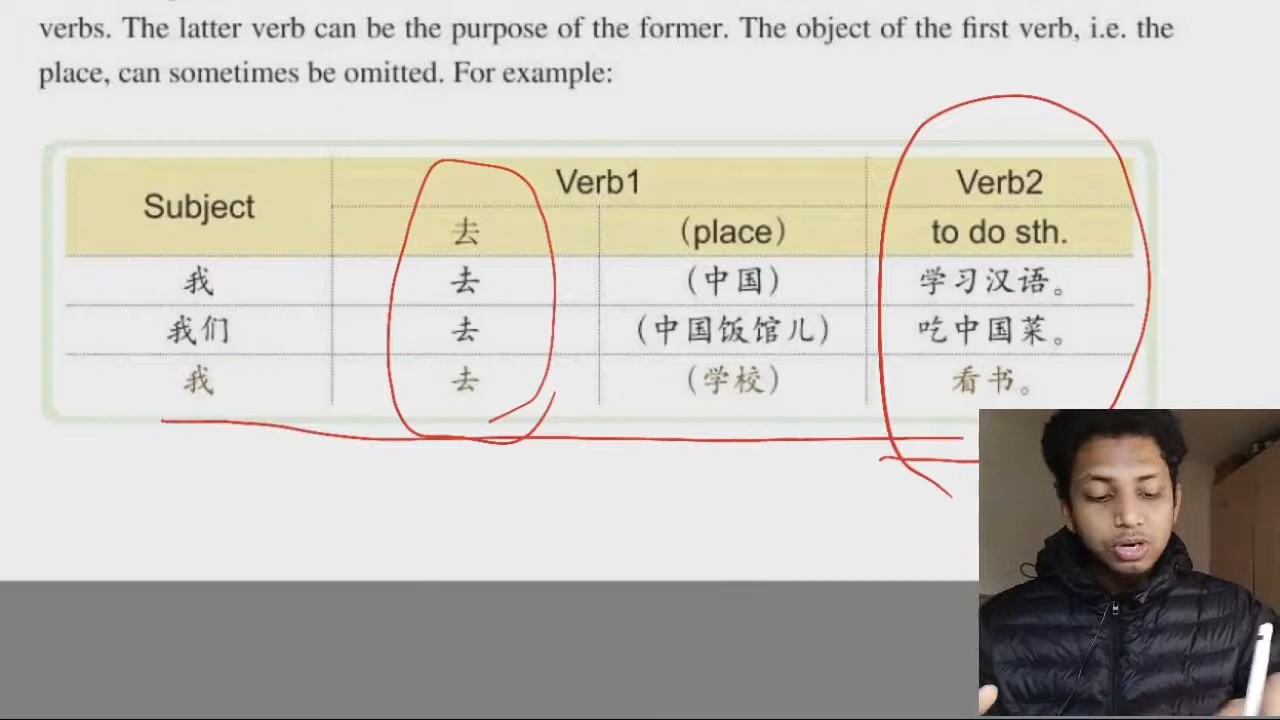 verbs. The latter verb can be the purpose of the former. The object of the first verb, i.e. the
place, can sometimes be omitted. For example:
Subject Verb1 Verb2
去 (place) to do sth.
我 去 (中国) 学习汉语。
我们 去 (中国饭馆儿) 吃中国菜。
我 去 (学校) 看书。